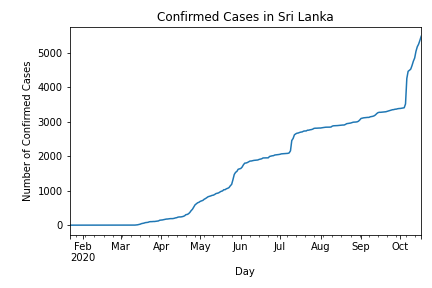 Confirmed Cases in Sri Lanka
Number of Confirmed Cases
5000
4000
3000
2000
1000
0
Feb Mar Apr May Jun Jul Aug Sep Oct
2020
Day